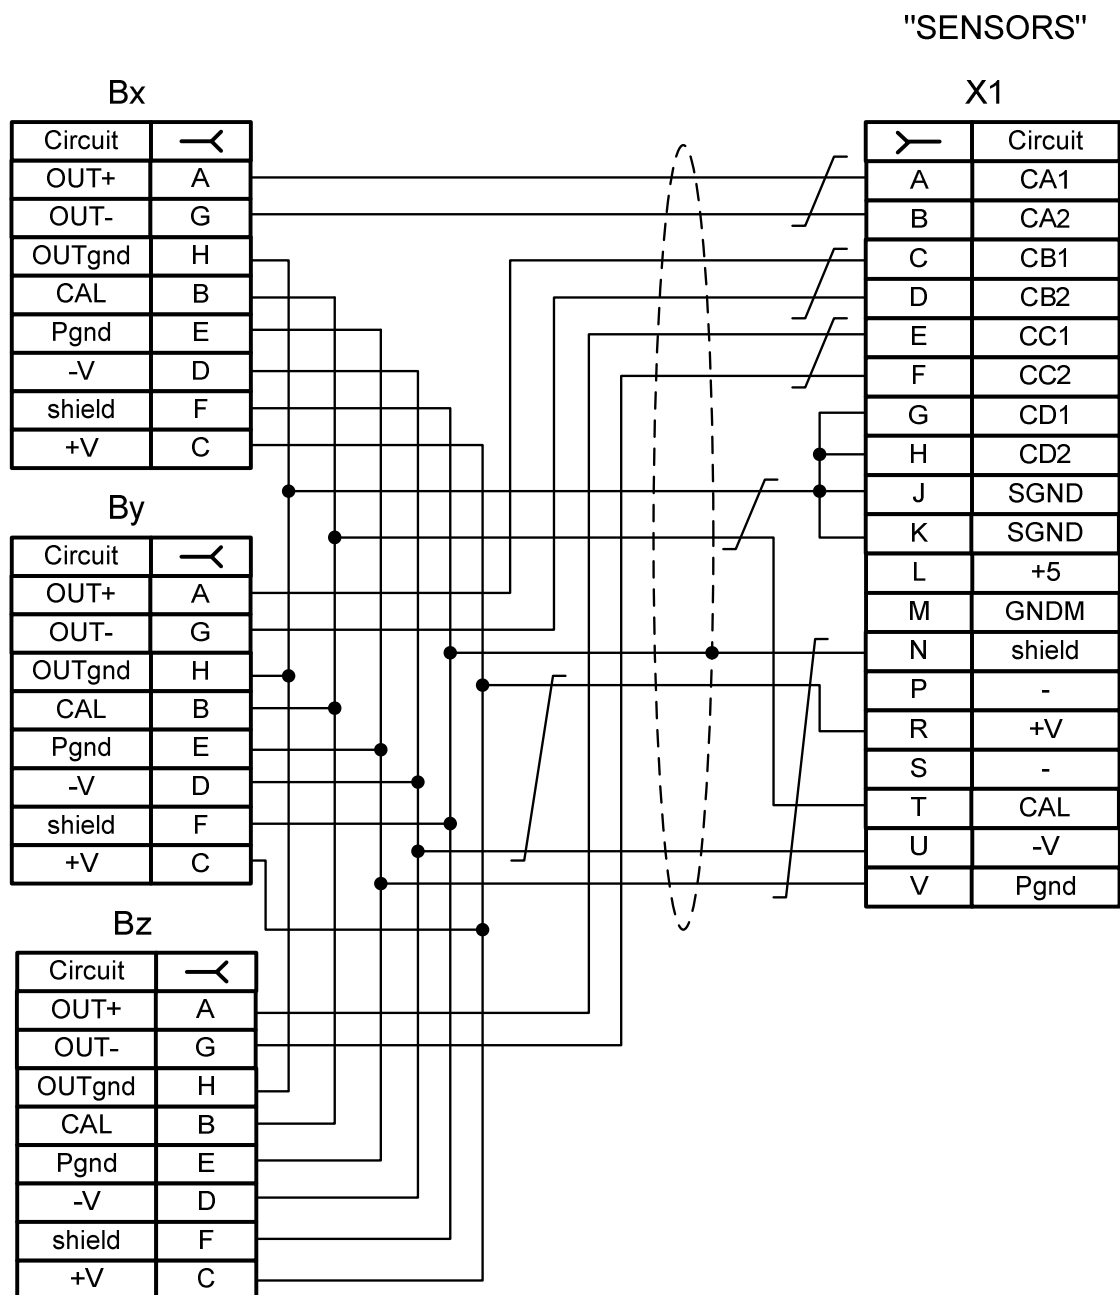 "SENSORS"
Bx
Circuit
OUT+ A
OUT- G
OUTgnd H
CAL B
Pgnd E
-V D
shield F
+V C
By
Circuit
OUT+ A
OUT- G
OUTgnd H
CAL B
Pgnd E
-V D
shield F
+V C
Bz
Circuit
OUT+ A
OUT- G
OUTgnd H
CAL B
Pgnd E
-V D
shield F
+V C
X1
Circuit
A CA1
B CA2
C CB1
D CB2
E CC1
F CC2
G CD1
H CD2
J SGND
K SGND
L +5
M GNDM
N shield
P -
R +V
S -
T CAL
U -V
V Pgnd